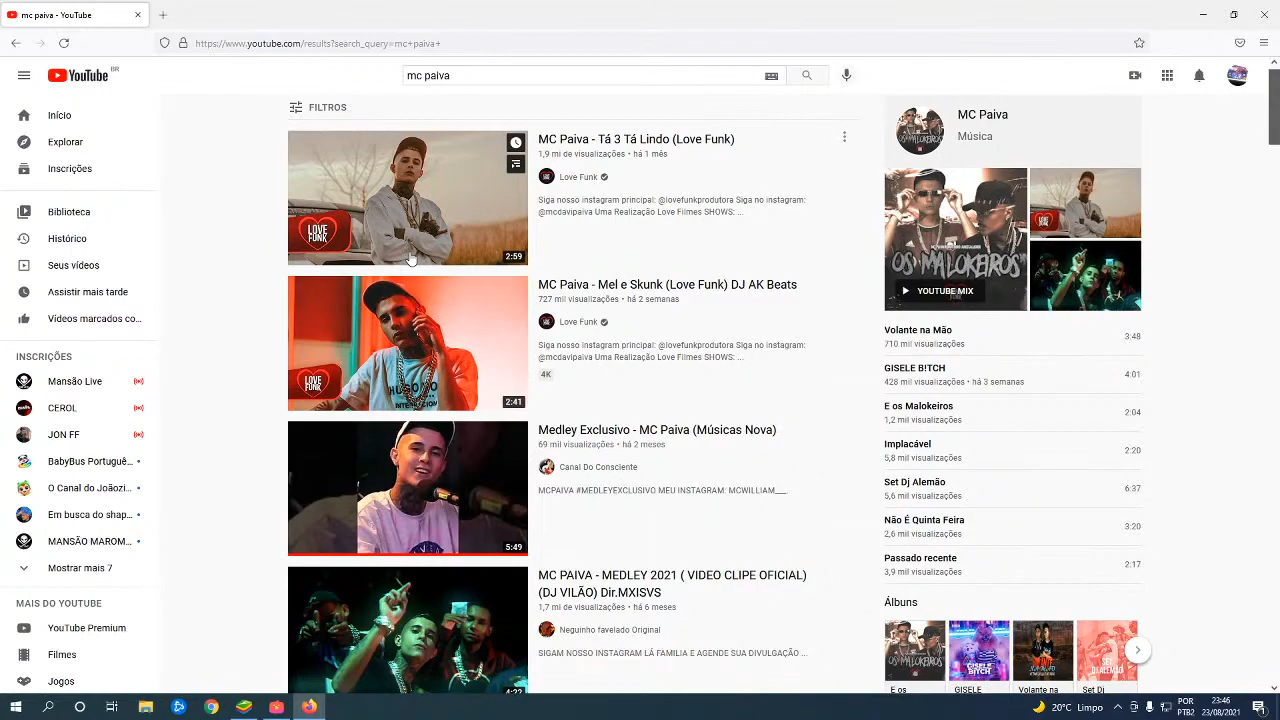 mc paiva - YouTube
https://www.youtube.com/results?search_query=mc+paiva+
YouTube BR
mc paiva
Início
Explorar
Inscrições
Biblioteca
Histórico
Seus vídeos
Assistir mais tarde
Vídeos marcados co...
INSCRIÇÕES
Mansão Live
CEROL
JON FF
BabyBus Portuguê...
O Canal do Joãozi...
Em busca do shap...
MANSÃO MAROM...
Mostrar mais 7
MAIS DO YOUTUBE
YouTube Premium
Filmes
Jogos
FILTROS
LOVE
FUNK
2:59
MC Paiva - Tá 3 Tá Lindo (Love Funk)
1,9 mi de visualizações • há 1 mês
Love Funk
Siga nosso instagram principal: @lovefunkprodutora Siga no instagram:
@mcdavipaiva Uma Realização Love Filmes SHOWS: ...
LOVE
FUNK
2:41
MC Paiva - Mel e Skunk (Love Funk) DJ AK Beats
727 mil visualizações • há 2 semanas
Love Funk
Siga nosso instagram principal: @lovefunkprodutora Siga no instagram:
@mcdavipaiva Uma Realização Love Filmes SHOWS: ...
4K
5:49
Medley Exclusivo - MC Paiva (Músicas Nova)
69 mil visualizações • há 2 meses
Canal Do Consciente
MCPAIVA #MEDLEYEXCLUSIVO MEU INSTAGRAM: MCWILLIAM___.
4:22
MC PAIVA - MEDLEY 2021 ( VIDEO CLIPE OFICIAL)
(DJ VILÃO) Dir.MXISVS
1,7 mi de visualizações • há 6 meses
Neguinho favelado Original
SIGAM NOSSO INSTAGRAM LÁ FAMILIA E AGENDE SUA DIVULGAÇÃO ...
MC Paiva
Música
OS MALOKEIROS
YOUTUBE MIX
LOVE
FUNK
Volante na Mão
710 mil visualizações
3:48
GISELE B!TCH
428 mil visualizações • há 3 semanas
4:01
E os Malokeiros
1,2 mi visualizações
2:04
Implacável
5,8 mil visualizações
2:20
Set Dj Alemão
5,6 mil visualizações
6:37
Não É Quinta Feira
2,6 mil visualizações
3:20
Passado recente
3,9 mil visualizações
2:17
Álbuns
E os
GISELE
Volante na
Set Dj
20°C Limpo
POR
PTB2
23:46
23/08/2021